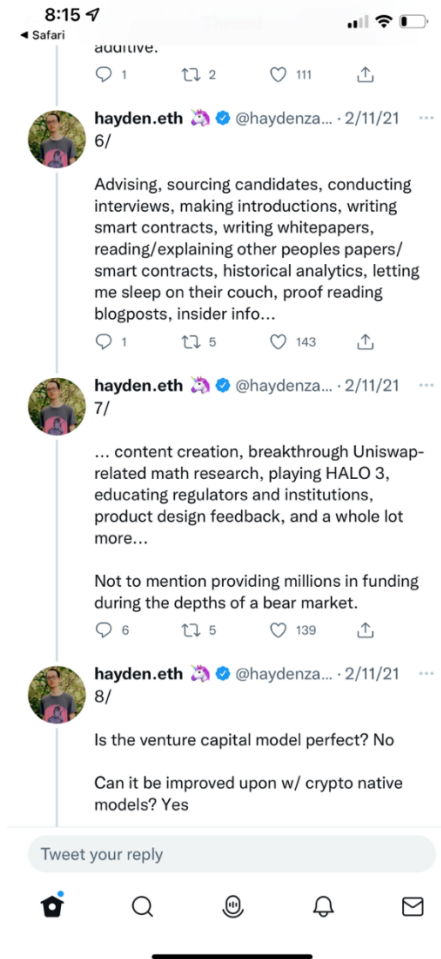 8:15
Safari
additive.
1 2 111
hayden.eth 🦄 @haydenza... · 2/11/21
6/
Advising, sourcing candidates, conducting
interviews, making introductions, writing
smart contracts, writing whitepapers,
reading/explaining other peoples papers/
smart contracts, historical analytics, letting
me sleep on their couch, proof reading
blogposts, insider info...
1 5 143
hayden.eth 🦄 @haydenza... · 2/11/21
7/
... content creation, breakthrough Uniswap-
related math research, playing HALO 3,
educating regulators and institutions,
product design feedback, and a whole lot
more...
Not to mention providing millions in funding
during the depths of a bear market.
6 5 139
hayden.eth 🦄 @haydenza... · 2/11/21
8/
Is the venture capital model perfect? No
Can it be improved upon w/ crypto native
models? Yes
Tweet your reply